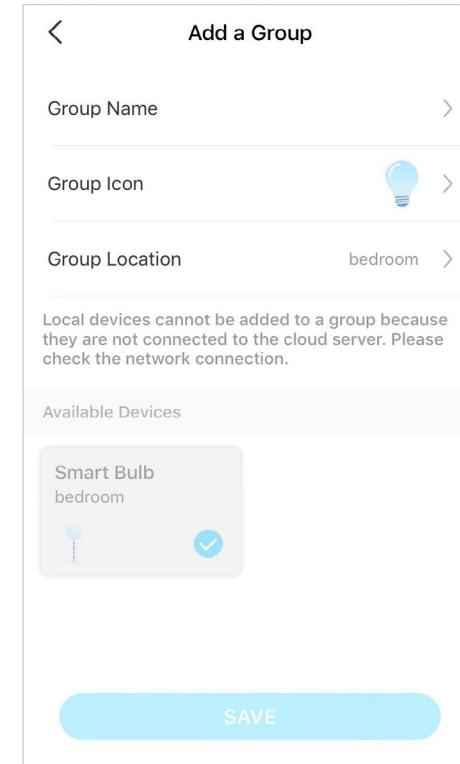 Add a Group
Group Name
Group Icon
Group Location bedroom
Local devices cannot be added to a group because
they are not connected to the cloud server. Please
check the network connection.
Available Devices
Smart Bulb
bedroom
SAVE